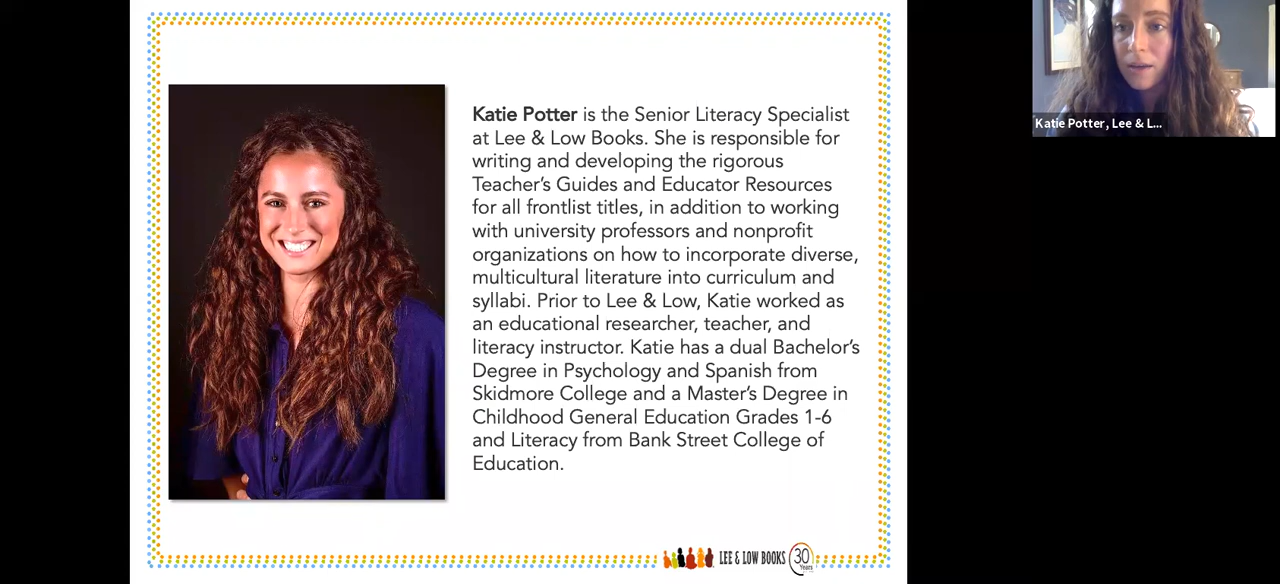 Katie Potter is the Senior Literacy Specialist
at Lee & Low Books. She is responsible for
writing and developing the rigorous
Teacher's Guides and Educator Resources
for all frontlist titles, in addition to working
with university professors and nonprofit
organizations on how to incorporate diverse,
multicultural literature into curriculum and
syllabi. Prior to Lee & Low, Katie worked as
an educational researcher, teacher, and
literacy instructor. Katie has a dual Bachelor's
Degree in Psychology and Spanish from
Skidmore College and a Master's Degree in
Childhood General Education Grades 1-6
and Literacy from Bank Street College of
Education.
LEE & LOW BOOKS
30
Years
Katie Potter, Lee & L...